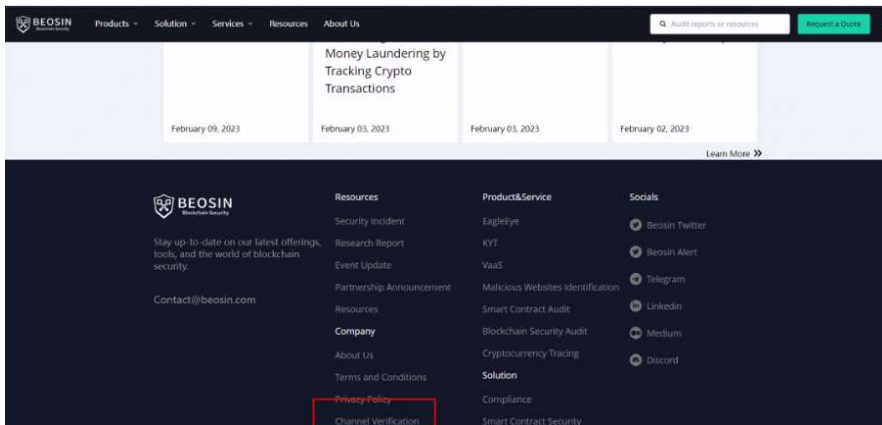 BEOSIN
Blockchain Security
Products
Solution
Services
Resources
About Us
Audit reports or resources
Request a Quote
Money Laundering by
Tracking Crypto
Transactions
February 09, 2023
February 03, 2023
February 03, 2023
February 02, 2023
Learn More
BEOSIN
Blockchain Security
Stay up-to-date on our latest offerings,
tools, and the world of blockchain
security.
Contact@beosin.com
Resources
Security Incident
Research Report
Event Update
Partnership Announcement
Resources
Company
About Us
Terms and Conditions
Privacy Policy
Channel Verification
Product&Service
EagleEye
KYT
VaaS
Malicious Websites Identification
Smart Contract Audit
Blockchain Security Audit
Cryptocurrency Tracing
Solution
Compliance
Smart Contract Security
Socials
Beosin Twitter
Beosin Alert
Telegram
Linkedin
Medium
Discord